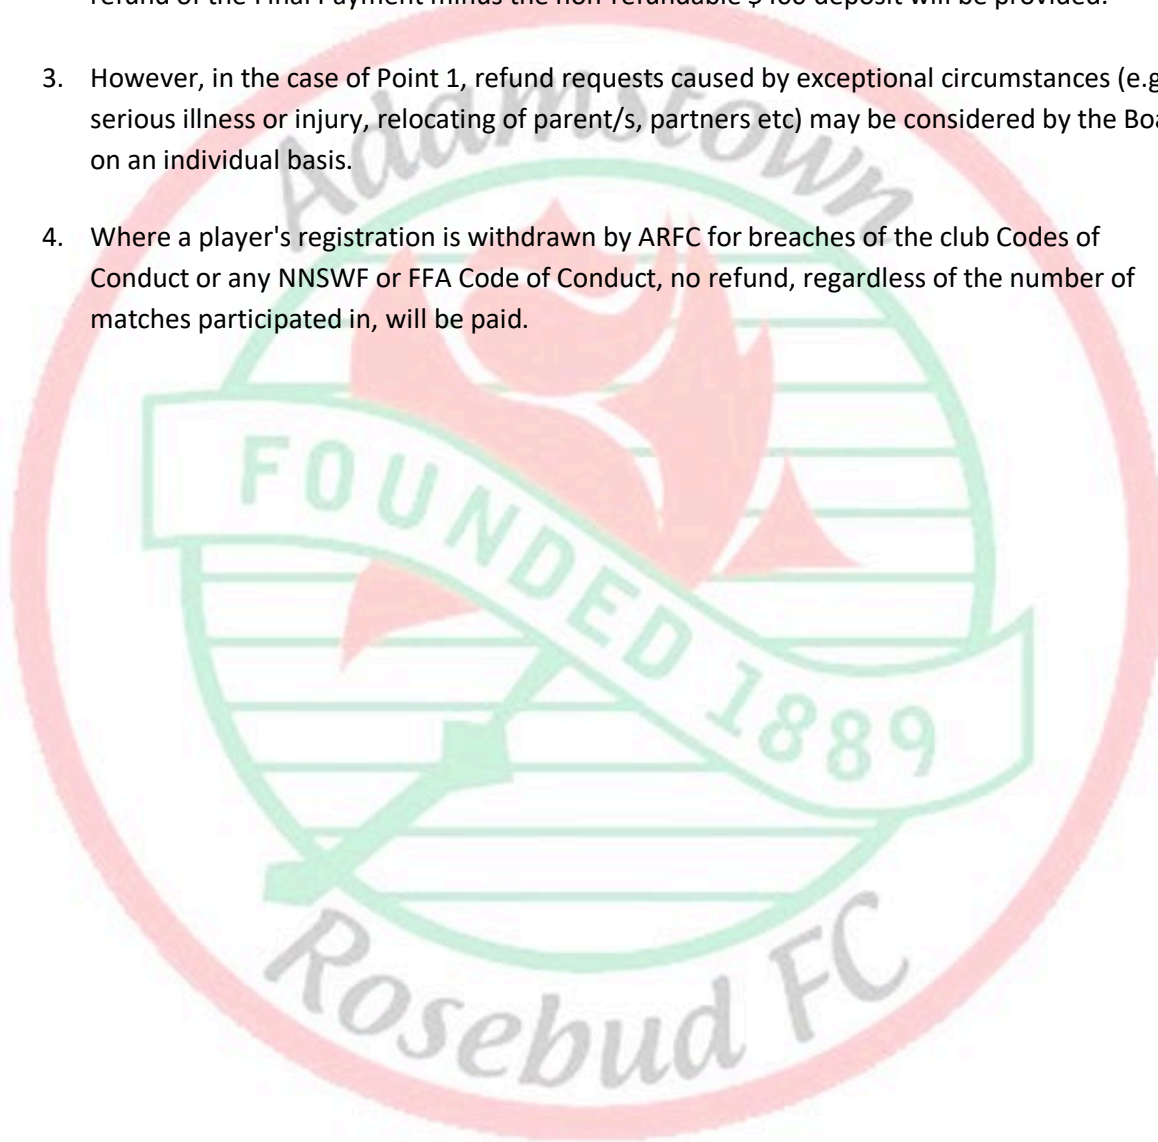 refund of the Final Payment minus the non-refundable deposit will be provided.
3. However, in the case of Point 1, refund requests caused by exceptional circumstances (e.g
serious illness or injury, relocating of parent/s, partners etc) may be considered by the Boa
on an individual basis.
4. Where a player's registration is withdrawn by ARFC for breaches of the club Codes of
Conduct or any NNSWF or FFA Code of Conduct, no refund, regardless of the number of
matches participated in, will be paid.
Adamstown
FOUNDED 1889
Rosebud FC